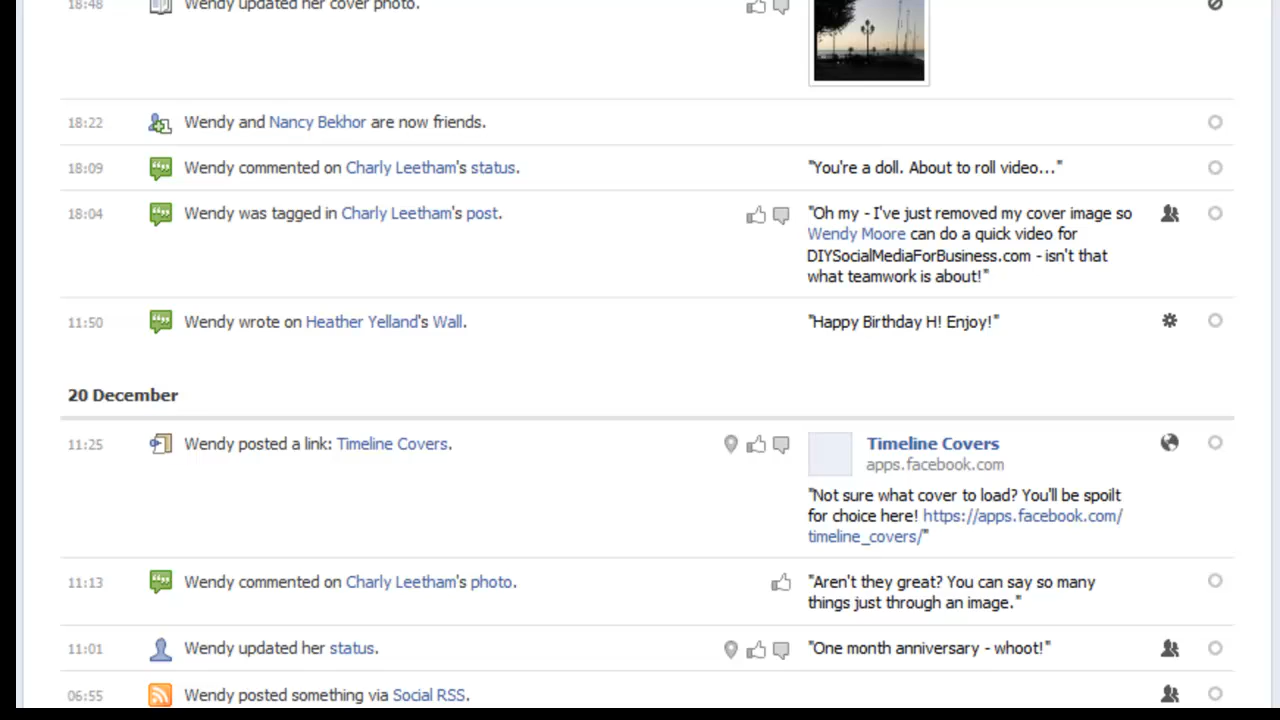 18:48 Wendy updated her cover photo.
18:22 Wendy and Nancy Bekhor are now friends.
18:09 Wendy commented on Charly Leetham's status. "You're a doll. About to roll video..."
18:04 Wendy was tagged in Charly Leetham's post. "Oh my - I've just removed my cover image so
Wendy Moore can do a quick video for
DIYSocialMediaForBusiness.com - isn't that
what teamwork is about!"
11:50 Wendy wrote on Heather Yelland's Wall. "Happy Birthday H! Enjoy!"
20 December
11:25 Wendy posted a link: Timeline Covers. Timeline Covers
apps.facebook.com
"Not sure what cover to load? You'll be spoilt
for choice here! https://apps.facebook.com/
timeline_covers/"
11:13 Wendy commented on Charly Leetham's photo. "Aren't they great? You can say so many
things just through an image."
11:01 Wendy updated her status. "One month anniversary - whoot!"
06:55 Wendy posted something via Social RSS.